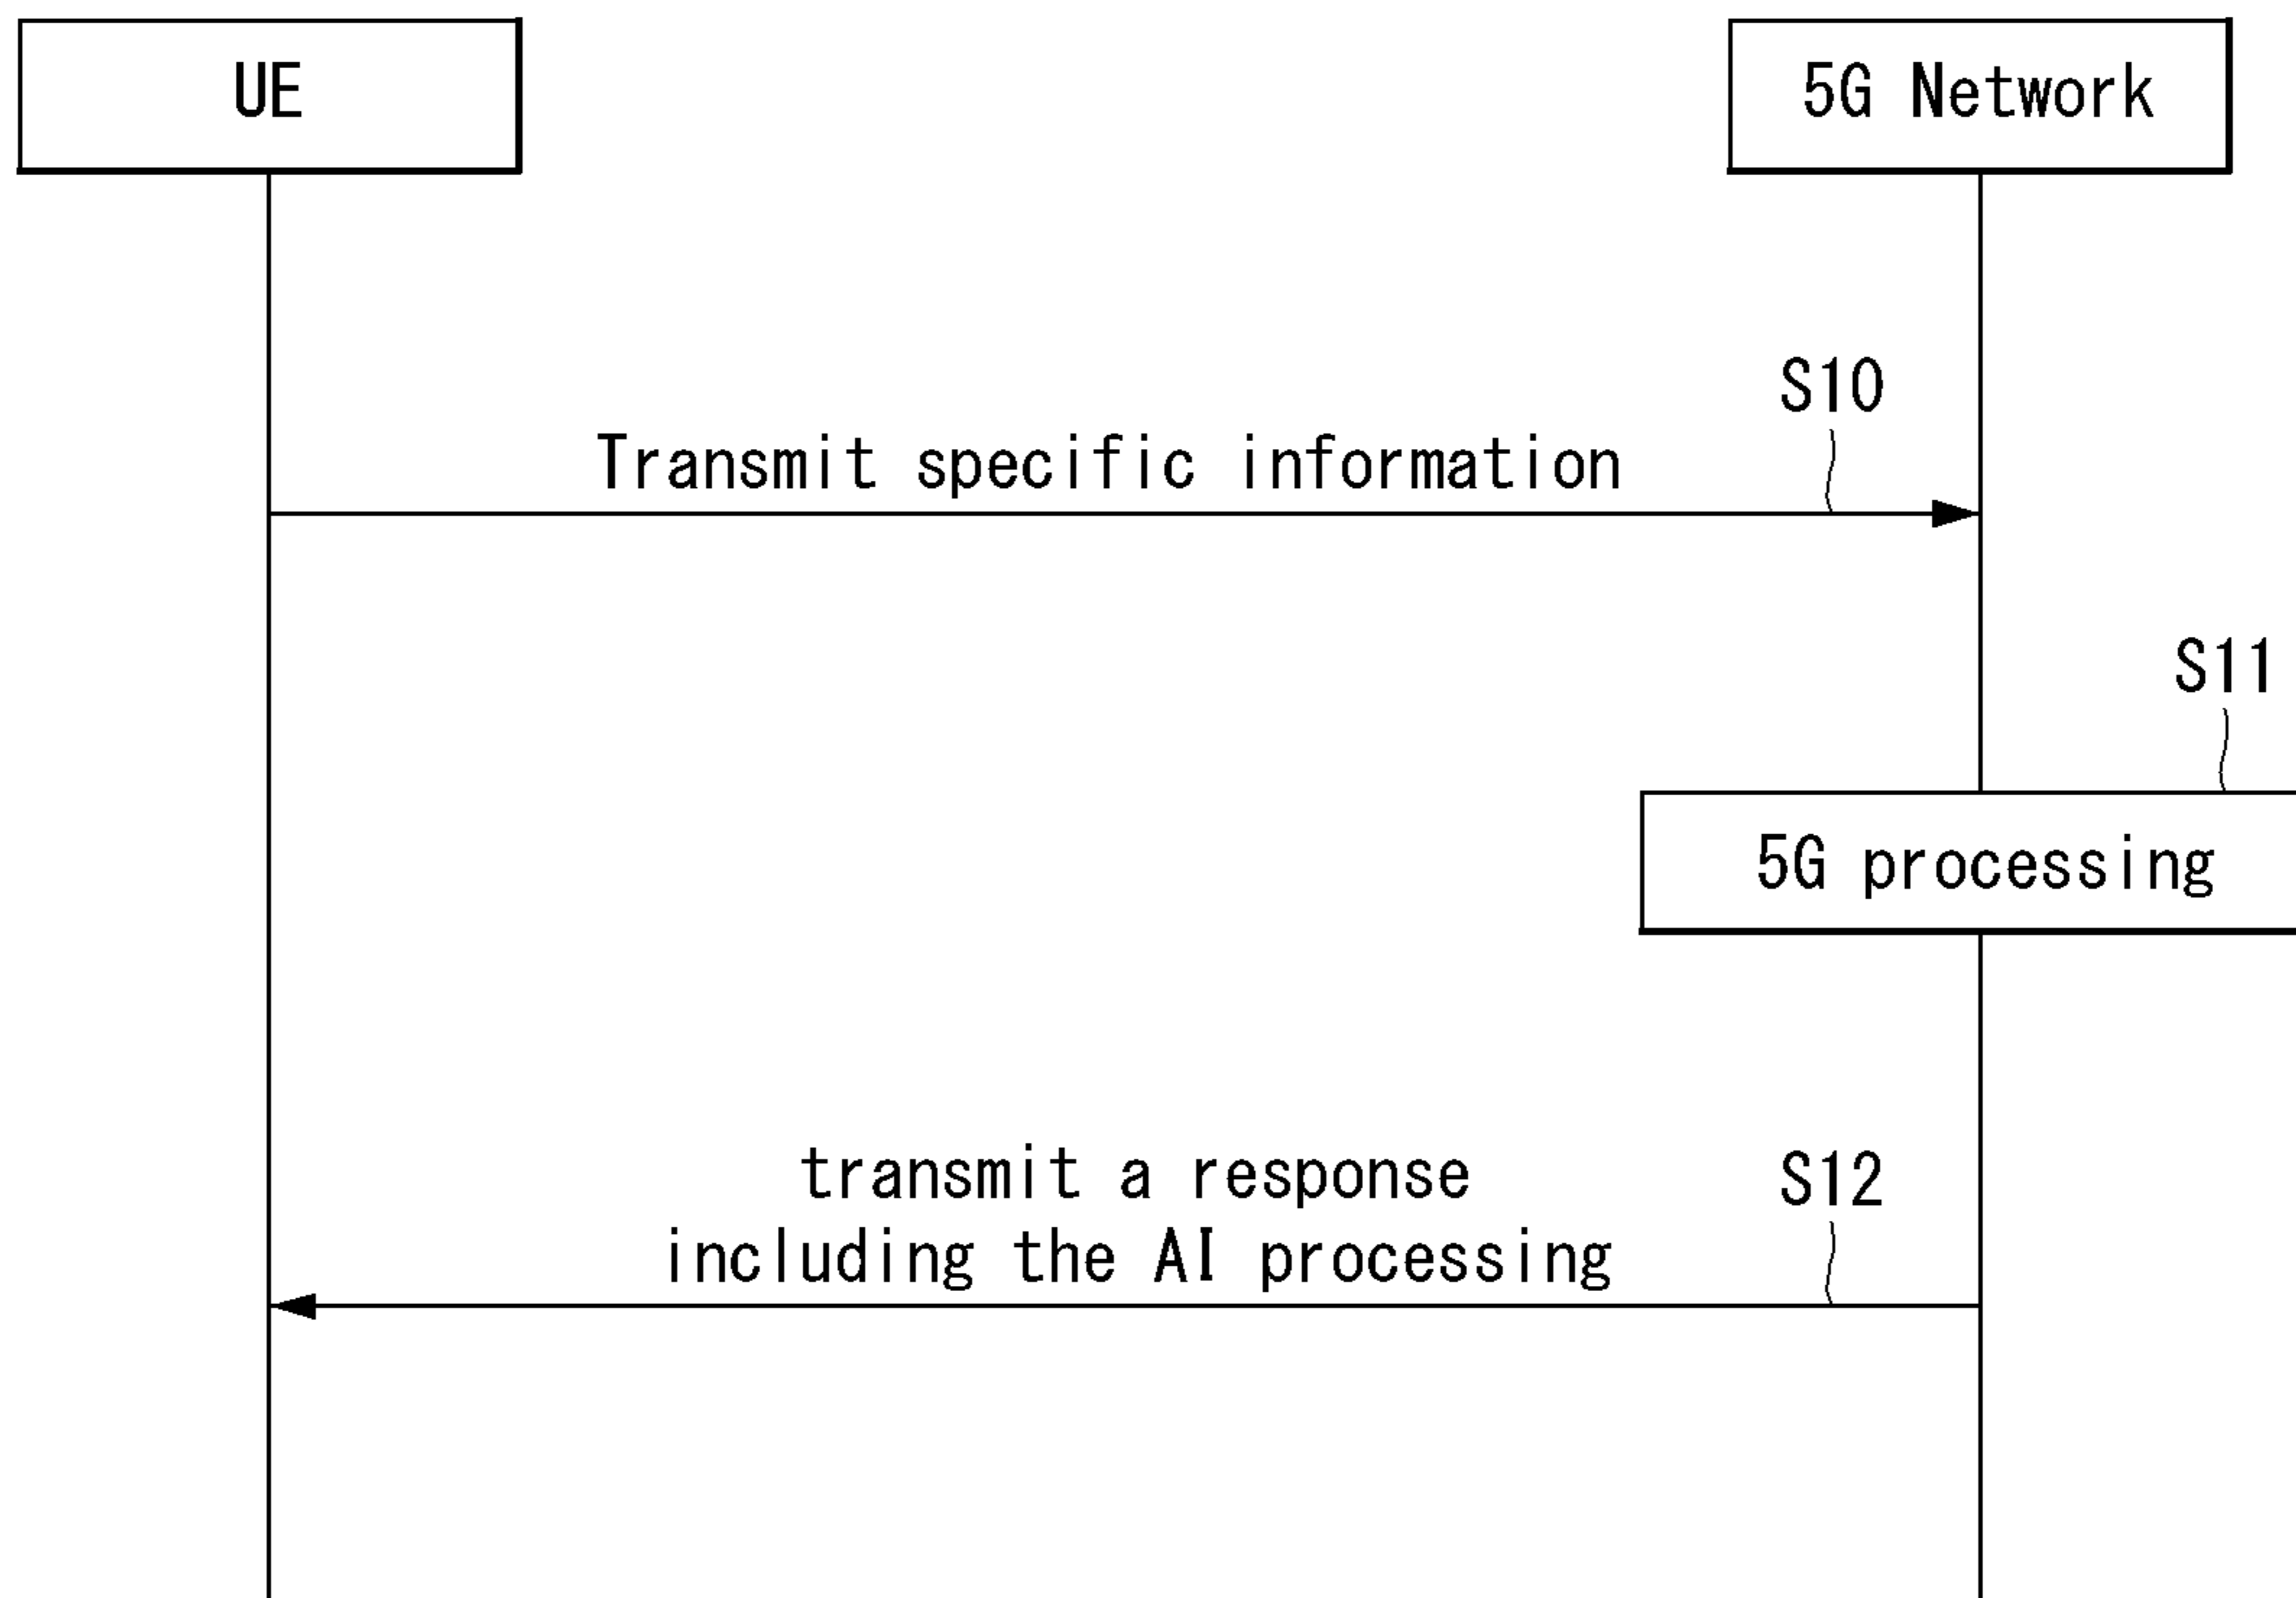 UE
5G Network
S10
Transmit specific information
S11
5G processing
transmit a response
S12
including the AI processing